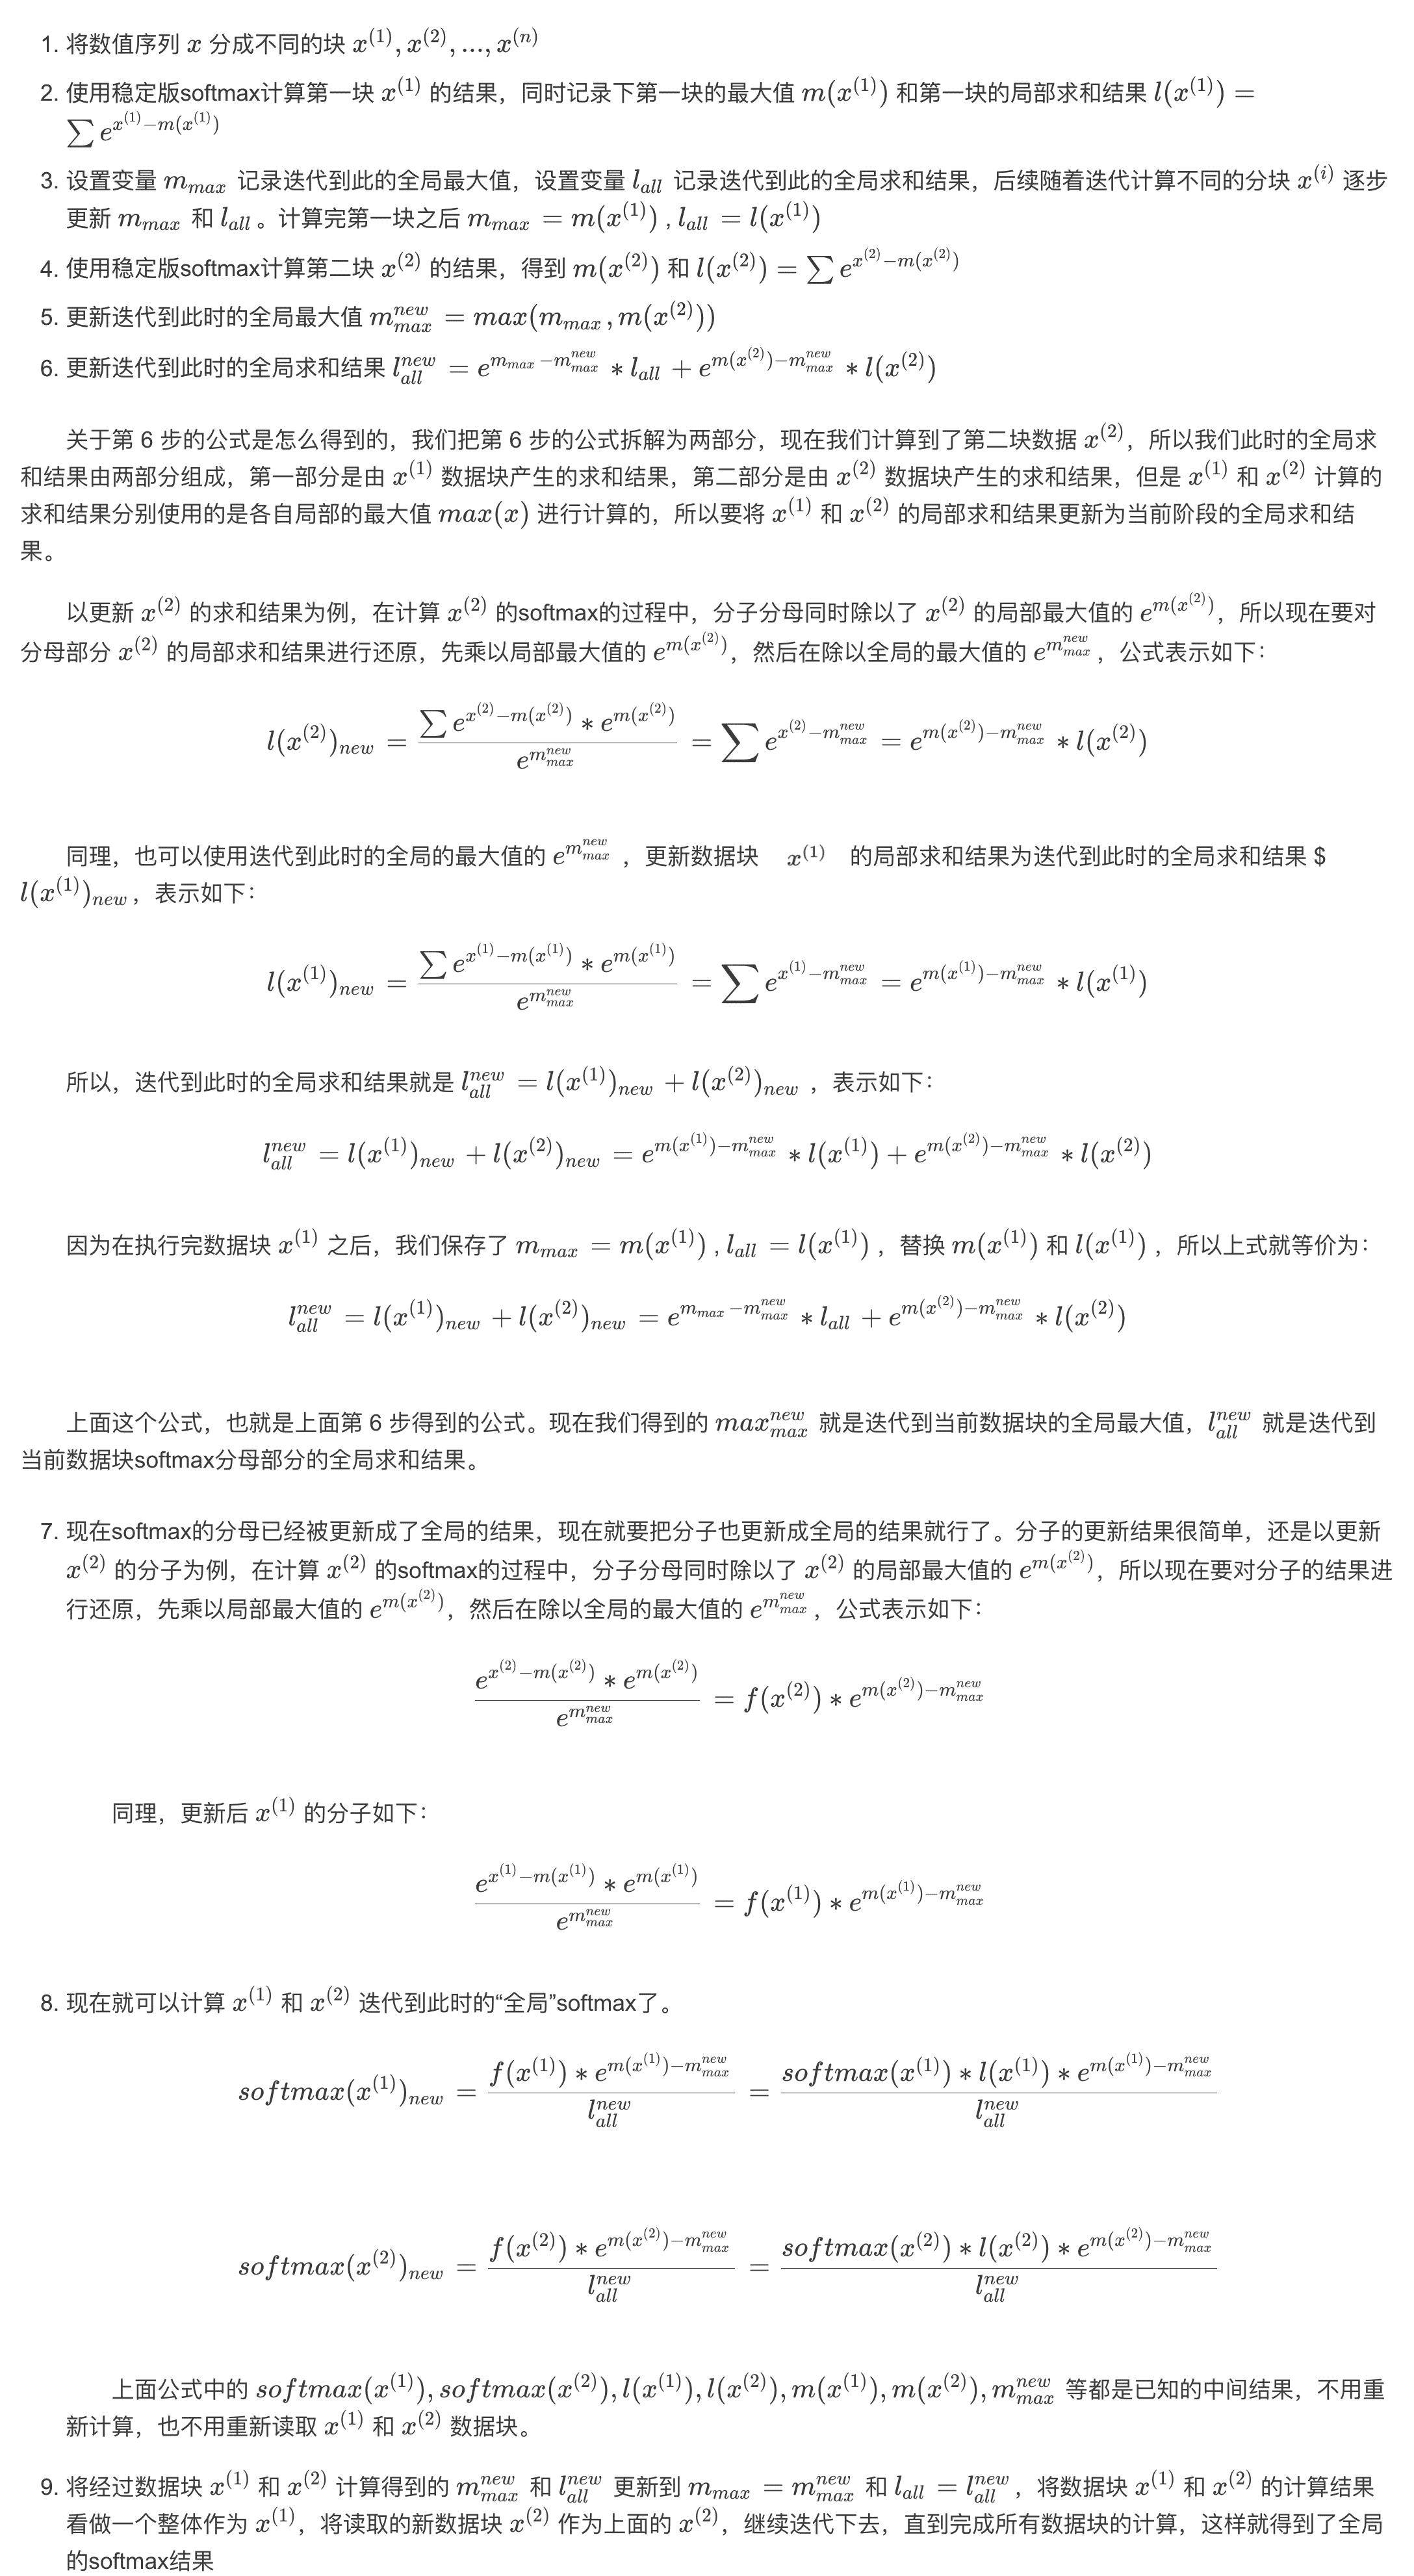 1. 将数值序列 x 分成不同的块 x^{(1)}, x^{(2)}, ..., x^{(n)}
2. 使用稳定版softmax计算第一块 x^{(1)} 的结果，同时记录下第一块的最大值 m(x^{(1)}) 和第一块的局部求和结果 l(x^{(1)}) =
∑ e^{x^{(1)}-m(x^{(1)})}
3. 设置变量 m_{max} 记录迭代到此的全局最大值，设置变量 l_{all} 记录迭代到此的全局求和结果，后续随着迭代计算不同的分块 x^{(i)} 逐步
更新 m_{max} 和 l_{all} 。计算完第一块之后 m_{max} = m(x^{(1)}) , l_{all} = l(x^{(1)})
4. 使用稳定版softmax计算第二块 x^{(2)} 的结果，得到 m(x^{(2)}) 和 l(x^{(2)}) = ∑ e^{x^{(2)}-m(x^{(2)})}
5. 更新迭代到此时的全局最大值 m_{max}^{new} = max(m_{max}, m(x^{(2)}))
6. 更新迭代到此时的全局求和结果 l_{all}^{new} = e^{m_{max}-m_{max}^{new}} * l_{all} + e^{m(x^{(2)})-m_{max}^{new}} * l(x^{(2)})
关于第 6 步的公式是怎么得到的，我们把第 6 步的公式拆解为两部分，现在我们计算到了第二块数据 x^{(2)}，所以我们此时的全局求
和结果由两部分组成，第一部分是由 x^{(1)} 数据块产生的求和结果，第二部分是由 x^{(2)} 数据块产生的求和结果，但是 x^{(1)} 和 x^{(2)} 计算的
求和结果分别使用的是各自局部的最大值 max(x) 进行计算的，所以要将 x^{(1)} 和 x^{(2)} 的局部求和结果更新为当前阶段的全局求和结
果。
以更新 x^{(2)} 的求和结果为例，在计算 x^{(2)} 的softmax的过程中，分子分母同时除以了 x^{(2)} 的局部最大值的 e^{m(x^{(2)})}，所以现在要对
分母部分 x^{(2)} 的局部求和结果进行还原，先乘以局部最大值的 e^{m(x^{(2)})}，然后在除以全局的最大值的 e^{m_{max}^{new}}，公式表示如下：
l(x^{(2)})_{new} = \frac{∑ e^{x^{(2)}-m(x^{(2)})} * e^{m(x^{(2)})}}{e^{m_{max}^{new}}} = ∑ e^{x^{(2)}-m_{max}^{new}} = e^{m(x^{(2)})-m_{max}^{new}} * l(x^{(2)})
同理，也可以使用迭代到此时的全局的最大值的 e^{m_{max}^{new}} ，更新数据块 x^{(1)} 的局部求和结果为迭代到此时的全局求和结果 $
l(x^{(1)})_{new}，表示如下：
l(x^{(1)})_{new} = \frac{∑ e^{x^{(1)}-m(x^{(1)})} * e^{m(x^{(1)})}}{e^{m_{max}^{new}}} = ∑ e^{x^{(1)}-m_{max}^{new}} = e^{m(x^{(1)})-m_{max}^{new}} * l(x^{(1)})
所以，迭代到此时的全局求和结果就是 l_{all}^{new} = l(x^{(1)})_{new} + l(x^{(2)})_{new} ，表示如下：
l_{all}^{new} = l(x^{(1)})_{new} + l(x^{(2)})_{new} = e^{m(x^{(1)})-m_{max}^{new}} * l(x^{(1)}) + e^{m(x^{(2)})-m_{max}^{new}} * l(x^{(2)})
因为在执行完数据块 x^{(1)} 之后，我们保存了 m_{max} = m(x^{(1)}) , l_{all} = l(x^{(1)}) ，替换 m(x^{(1)}) 和 l(x^{(1)}) ，所以上式就等价为：
l_{all}^{new} = l(x^{(1)})_{new} + l(x^{(2)})_{new} = e^{m_{max}-m_{max}^{new}} * l_{all} + e^{m(x^{(2)})-m_{max}^{new}} * l(x^{(2)})
上面这个公式，也就是上面第 6 步得到的公式。现在我们得到的 max_{max}^{new} 就是迭代到当前数据块的全局最大值，l_{all}^{new} 就是迭代到
当前数据块softmax分母部分的全局求和结果。
7. 现在softmax的分母已经被更新成了全局的结果，现在就要把分子也更新成全局的结果就行了。分子的更新结果很简单，还是以更新
x^{(2)} 的分子为例，在计算 x^{(2)} 的softmax的过程中，分子分母同时除以了 x^{(2)} 的局部最大值的 e^{m(x^{(2)})}，所以现在要对分子的结果进
行还原，先乘以局部最大值的 e^{m(x^{(2)})}，然后在除以全局的最大值的 e^{m_{max}^{new}}，公式表示如下：
\frac{e^{x^{(2)}-m(x^{(2)})} * e^{m(x^{(2)})}}{e^{m_{max}^{new}}} = f(x^{(2)}) * e^{m(x^{(2)})-m_{max}^{new}}
同理，更新后 x^{(1)} 的分子如下：
\frac{e^{x^{(1)}-m(x^{(1)})} * e^{m(x^{(1)})}}{e^{m_{max}^{new}}} = f(x^{(1)}) * e^{m(x^{(1)})-m_{max}^{new}}
8. 现在就可以计算 x^{(1)} 和 x^{(2)} 迭代到此时的“全局”softmax了。
softmax(x^{(1)})_{new} = \frac{f(x^{(1)}) * e^{m(x^{(1)})-m_{max}^{new}}}{l_{all}^{new}} = \frac{softmax(x^{(1)}) * l(x^{(1)}) * e^{m(x^{(1)})-m_{max}^{new}}}{l_{all}^{new}}
softmax(x^{(2)})_{new} = \frac{f(x^{(2)}) * e^{m(x^{(2)})-m_{max}^{new}}}{l_{all}^{new}} = \frac{softmax(x^{(2)}) * l(x^{(2)}) * e^{m(x^{(2)})-m_{max}^{new}}}{l_{all}^{new}}
上面公式中的 softmax(x^{(1)}), softmax(x^{(2)}), l(x^{(1)}), l(x^{(2)}), m(x^{(1)}), m(x^{(2)}), m_{max}^{new} 等都是已知的中间结果，不用重
新计算，也不用重新读取 x^{(1)} 和 x^{(2)} 数据块。
9. 将经过数据块 x^{(1)} 和 x^{(2)} 计算得到的 m_{max}^{new} 和 l_{all}^{new} 更新到 m_{max} = m_{max}^{new} 和 l_{all} = l_{all}^{new}，将数据块 x^{(1)} 和 x^{(2)} 的计算结果
看做一个整体作为 x^{(1)}，将读取的新数据块 x^{(2)} 作为上面的 x^{(2)}，继续迭代下去，直到完成所有数据块的计算，这样就得到了全局
的softmax结果